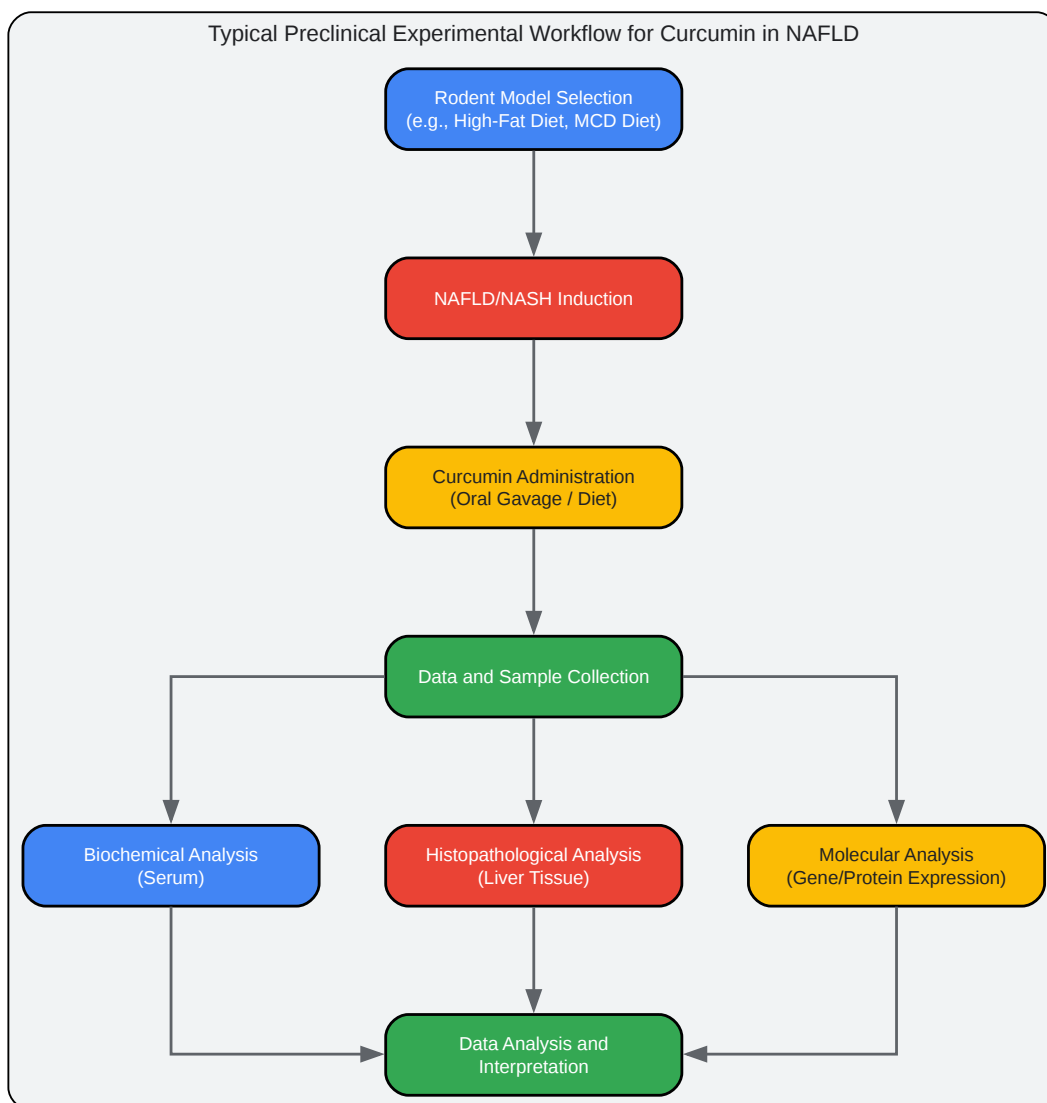 Typical Preclinical Experimental Workflow for Curcumin in NAFLD
Rodent Model Selection
(e.g., High-Fat Diet, MCD Diet)
NAFLD/NASH Induction
Curcumin Administration
(Oral Gavage / Diet)
Data and Sample Collection
Biochemical Analysis
(Serum)
Histopathological Analysis
(Liver Tissue)
Molecular Analysis
(Gene/Protein Expression)
Data Analysis and
Interpretation